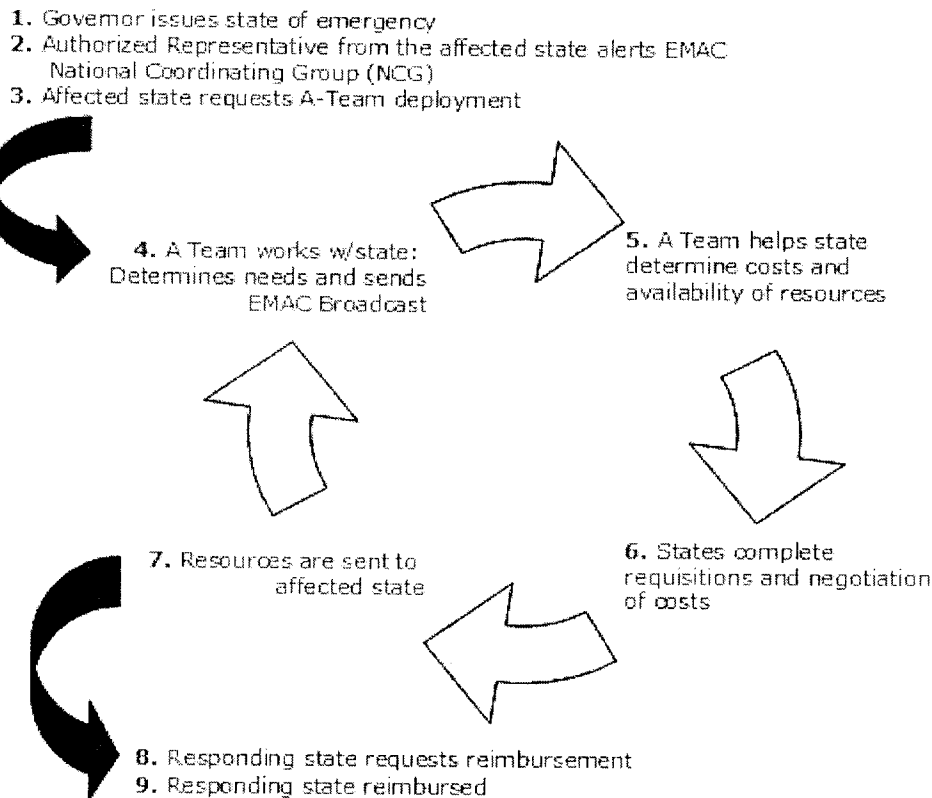 1. Governor issues state of emergency
2. Authorized Representative from the affected state alerts EMAC
National Coordinating Group (NCG)
3. Affected state requests A-Team deployment
4. A Team works w/state:
Determines needs and sends
EMAC Broadcast
5. A Team helps state
determine costs and
availability of resources
6. States complete
requisitions and negotiation
of costs
7. Resources are sent to
affected state
8. Responding state requests reimbursement
9. Responding state reimbursed